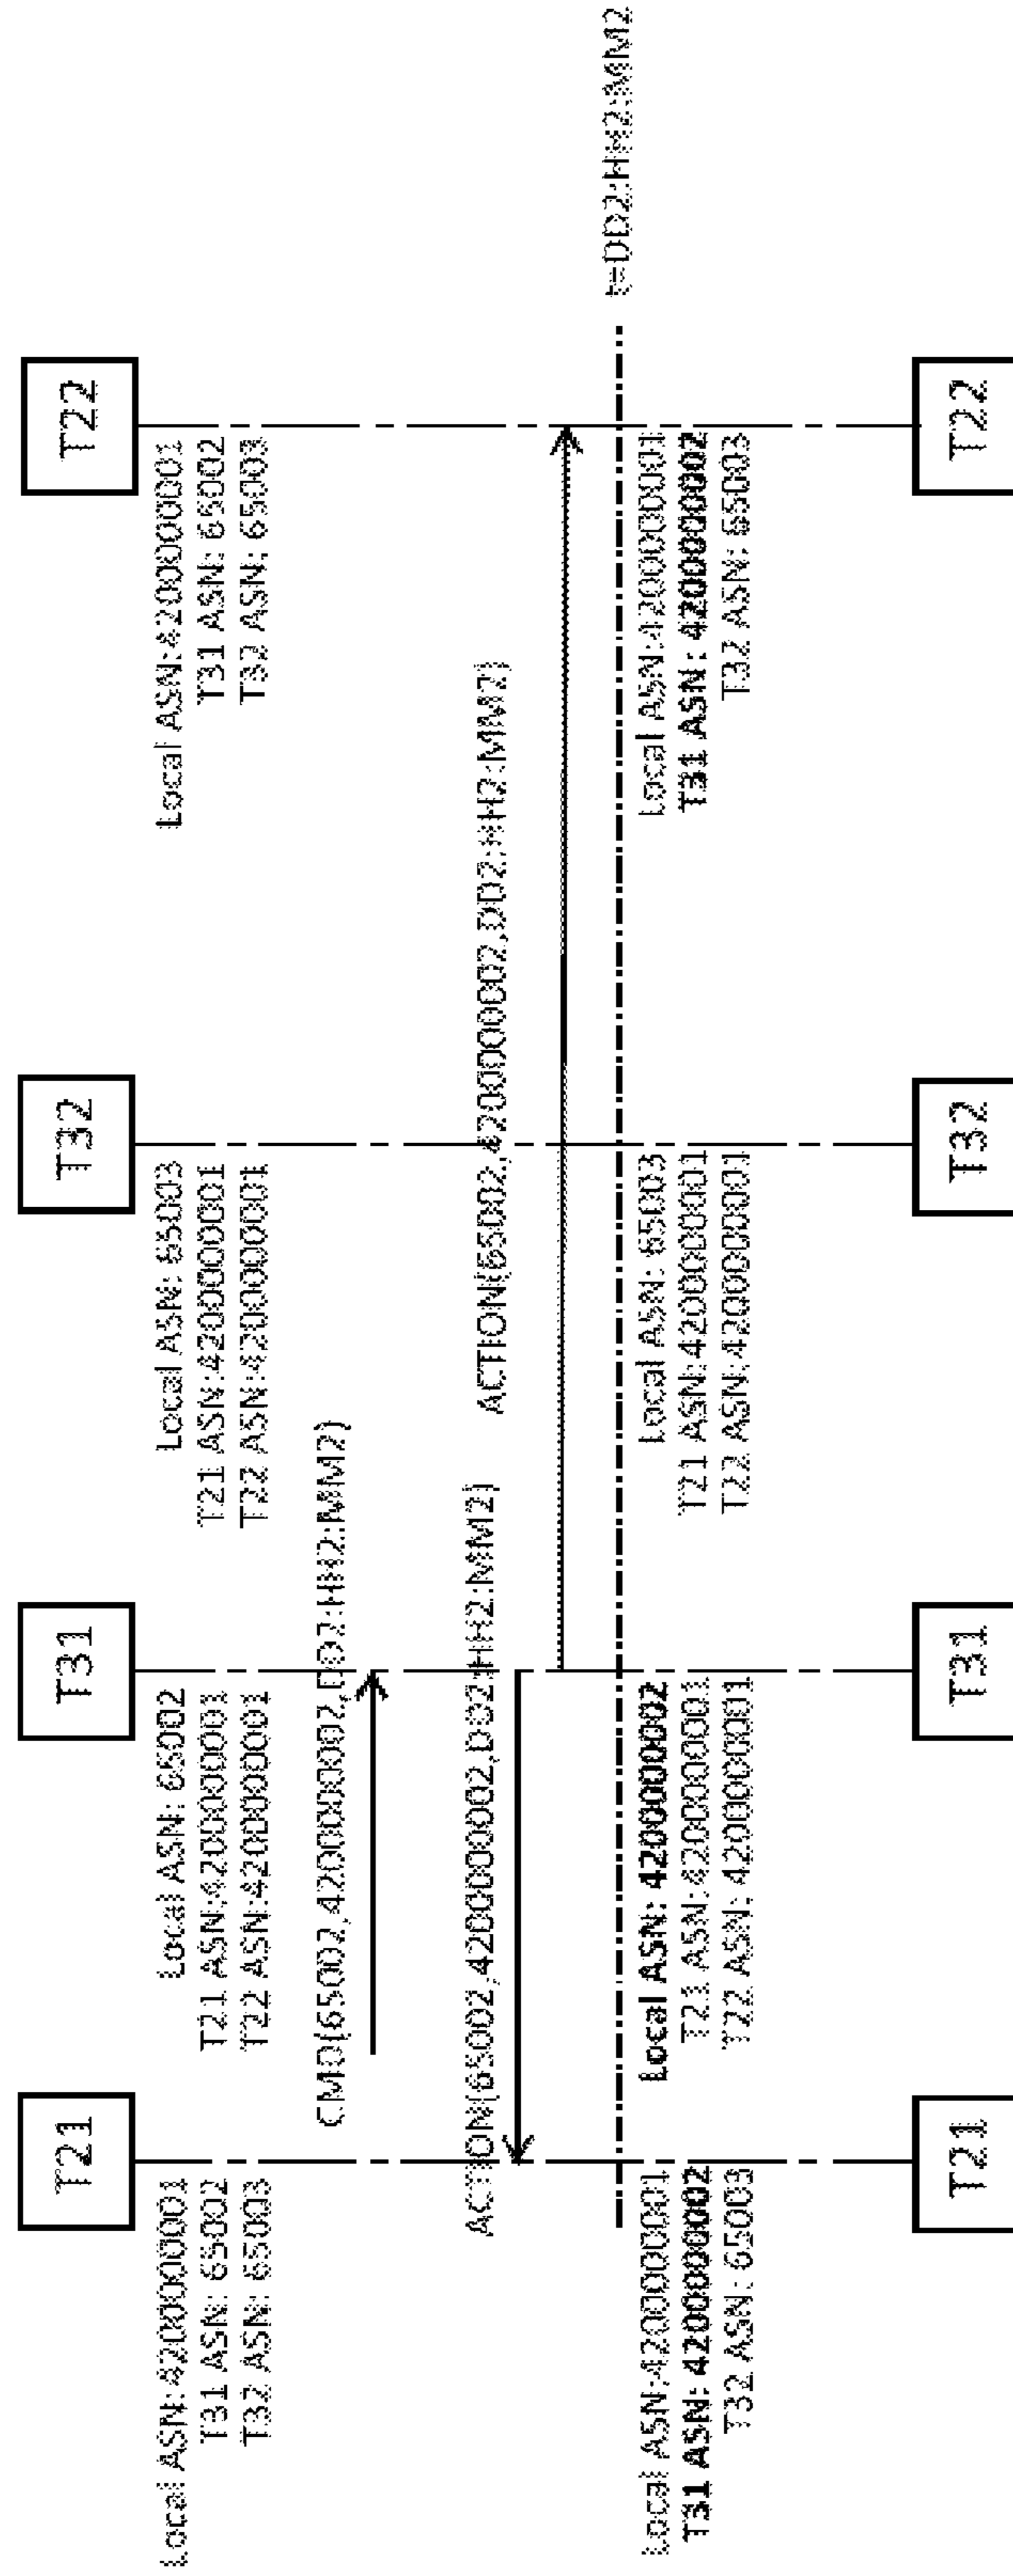 T21
T31
T32
T22
Local ASN:4200000001
T31 ASN: 65002
T32 ASN: 65003
Local ASN: 65002
T21 ASN:4200000001
T22 ASN:4200000001
Local ASN: 65003
T21 ASN:4200000001
T22 ASN:4200000001
Local ASN:4200000001
T31 ASN: 65002
T32 ASN: 65003
CMD(65002,4200000002,DD2:HH2:MM2)
ACTION(65002,4200000002,DD2:HH2:MM2)
ACTION(65002,4200000002,DD2:HH2:MM2)
t=DD2:HH2:MM2
Local ASN:4200000001
T31 ASN: 4200000002
T32 ASN: 65003
Local ASN: 4200000002
T21 ASN:4200000001
T22 ASN: 4200000001
Local ASN: 65003
T21 ASN:4200000001
T22 ASN:4200000001
Local ASN:4200000001
T31 ASN: 4200000002
T32 ASN: 65003
T21
T31
T32
T22